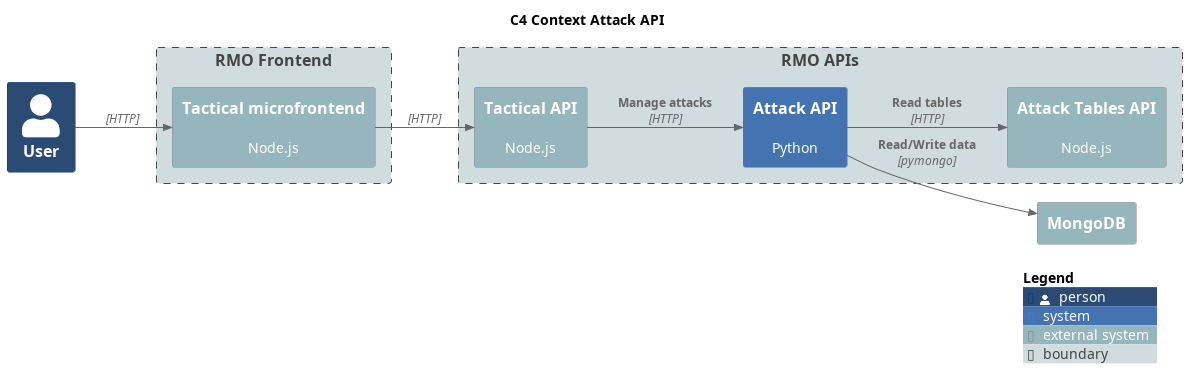 C4 Context Attack API
RMO Frontend
RMO APIs
User
[HTTP]
Tactical microfrontend
Node.js
[HTTP]
Tactical API
Node.js
Manage attacks
[HTTP]
Attack API
Python
Read tables
[HTTP]
Read/Write data
[pymongo]
Attack Tables API
Node.js
MongoDB
Legend
person
system
external system
boundary